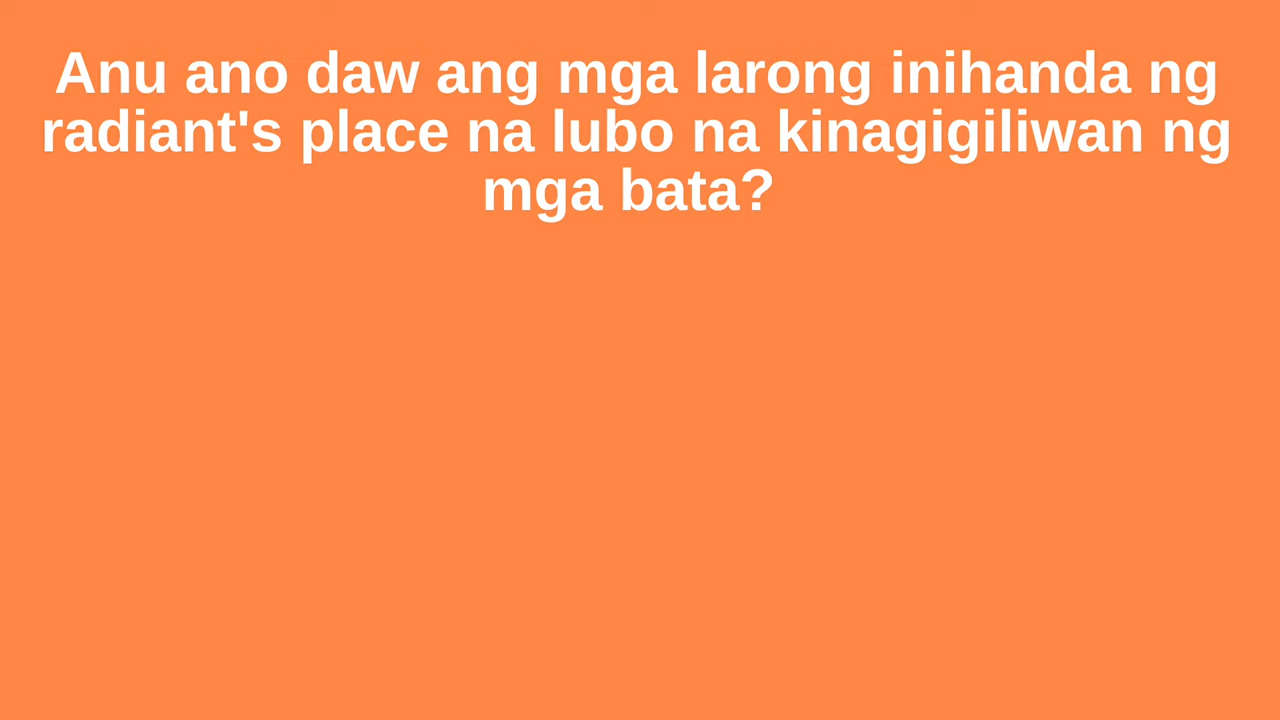 Anu ano daw ang mga larong inihanda ng
radiant's place na lubo na kinagigiliwan ng
mga bata?